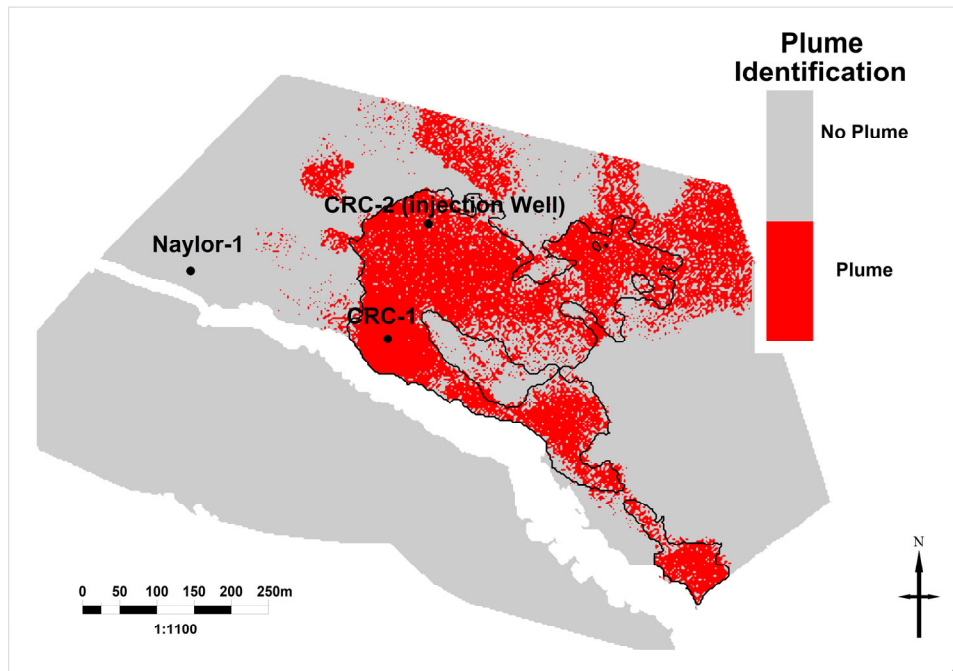 Plume
Identification
No Plume
Plume
CRC-2 (injection Well)
Naylor-1
CRC-1
0 50 100 150 200 250m
1:1100
N